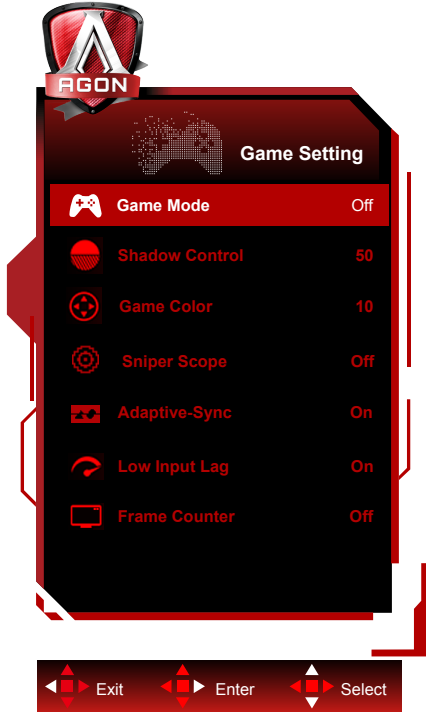 AGON
Game Setting
Game Mode Off
Shadow Control 50
Game Color 10
Sniper Scope Off
Adaptive-Sync On
Low Input Lag On
Frame Counter Off
Exit Enter Select